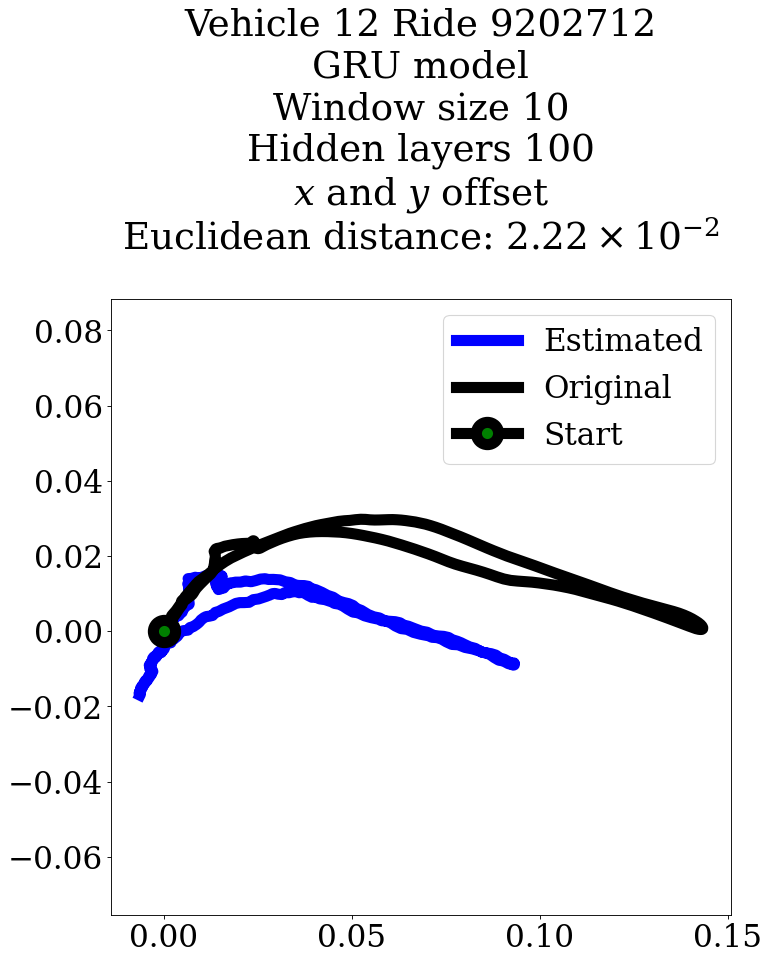 Vehicle 12 Ride 9202712
GRU model
Window size 10
Hidden layers 100
x and y offset
Euclidean distance: 2.22 × 10⁻²
Estimated
Original
Start
0.08
0.06
0.04
0.02
0.00
−0.02
−0.04
−0.06
0.00 0.05 0.10 0.15